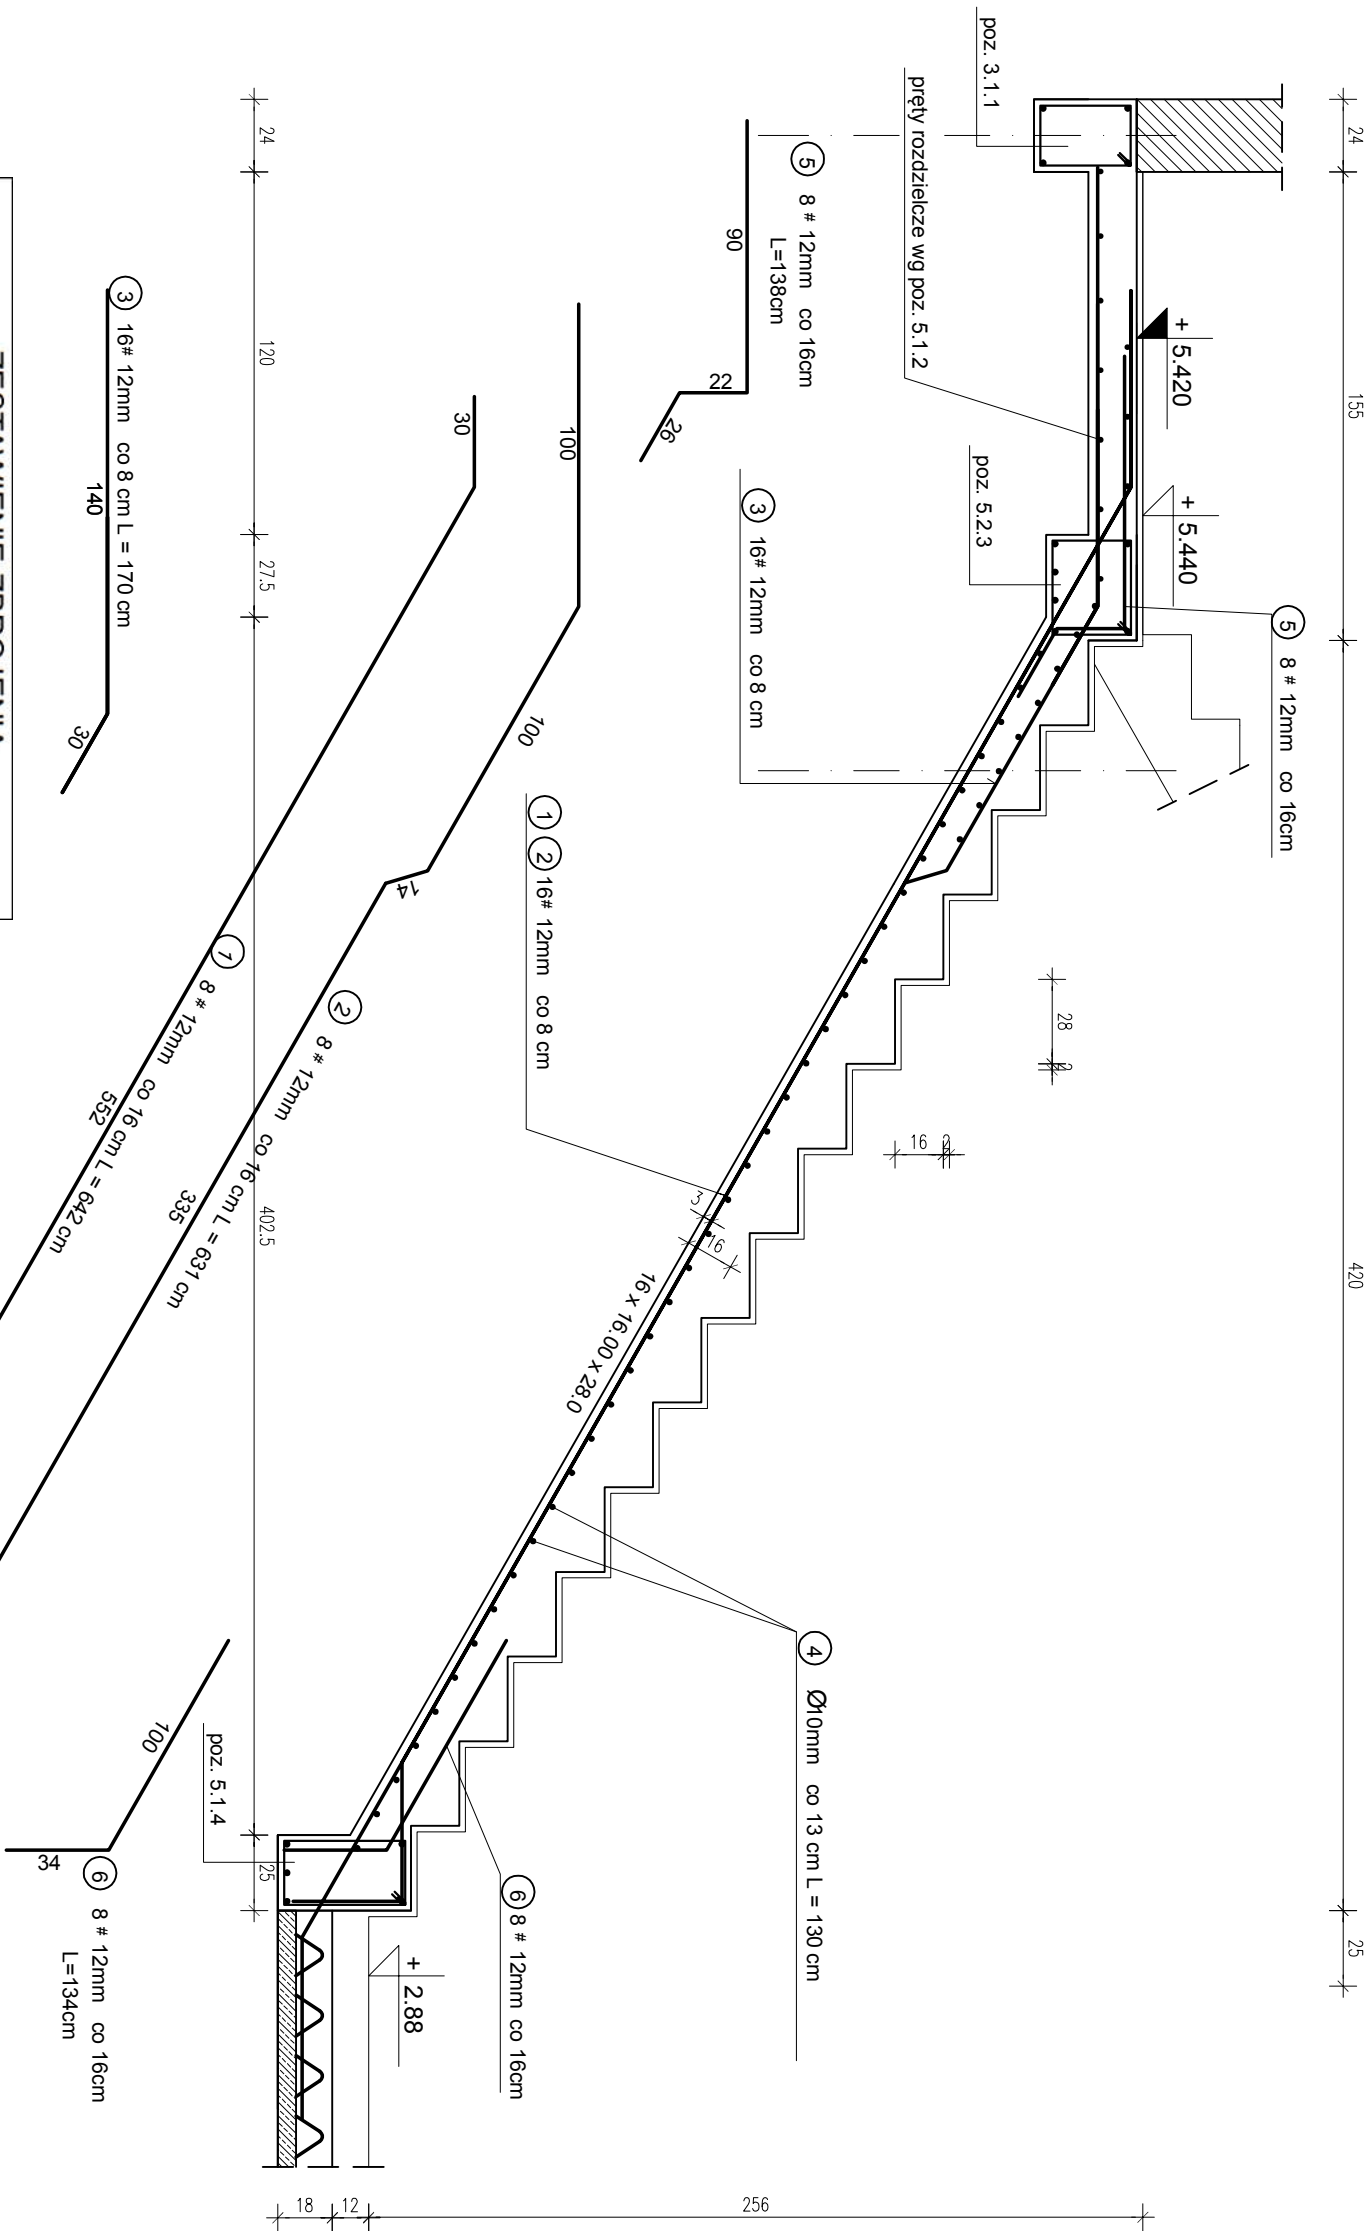 24
155
420
25
+ 5.420
+ 5.440
⑤ 8 # 12mm co 16cm
poz. 3.1.1
pręty rozdzielcze wg poz. 5.1.2
poz. 5.2.3
⑤ 8 # 12mm co 16cm
L=138cm
90
22
26
③ 16# 12mm co 8 cm
28
2
16
2
④ Ø10mm co 13 cm L = 130 cm
① ② 16# 12mm co 8 cm
3
16
16 x 16.00 x 28.0
⑥ 8 # 12mm co 16cm
+ 2.88
100
100
14
335
② 8 # 12mm co 16 cm L = 631 cm
30
552
① 8 # 12mm co 16 cm L = 642 cm
24
120
27.5
402.5
25
poz. 5.1.4
③ 16# 12mm co 8 cm L = 170 cm
140
30
100
34
⑥ 8 # 12mm co 16cm
L=134cm
18
12
256